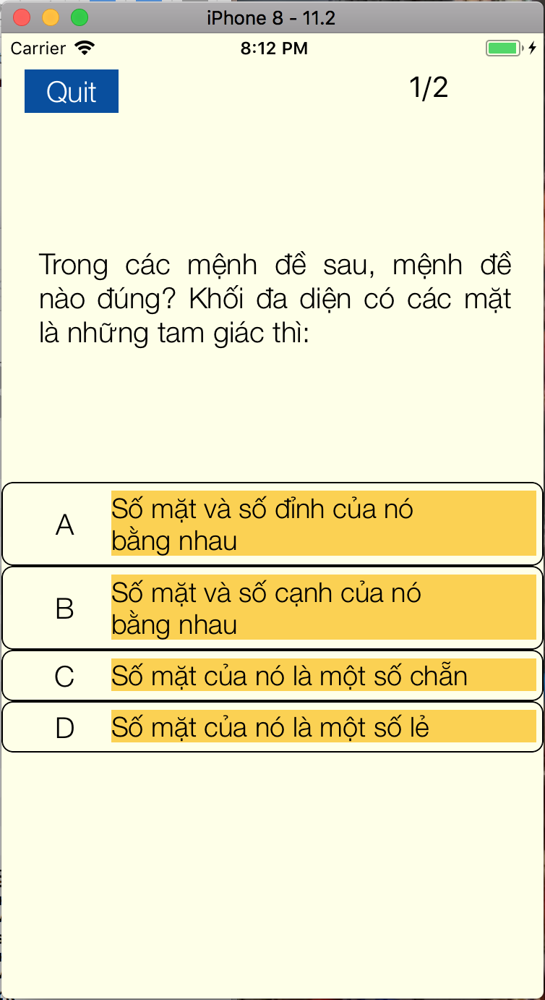 iPhone 8 - 11.2
Carrier 8:12 PM
Quit 1/2
Trong các mệnh đề sau, mệnh đề
nào đúng? Khối đa diện có các mặt
là những tam giác thì:
A Số mặt và số đỉnh của nó
bằng nhau
B Số mặt và số cạnh của nó
bằng nhau
C Số mặt của nó là một số chẵn
D Số mặt của nó là một số lẻ